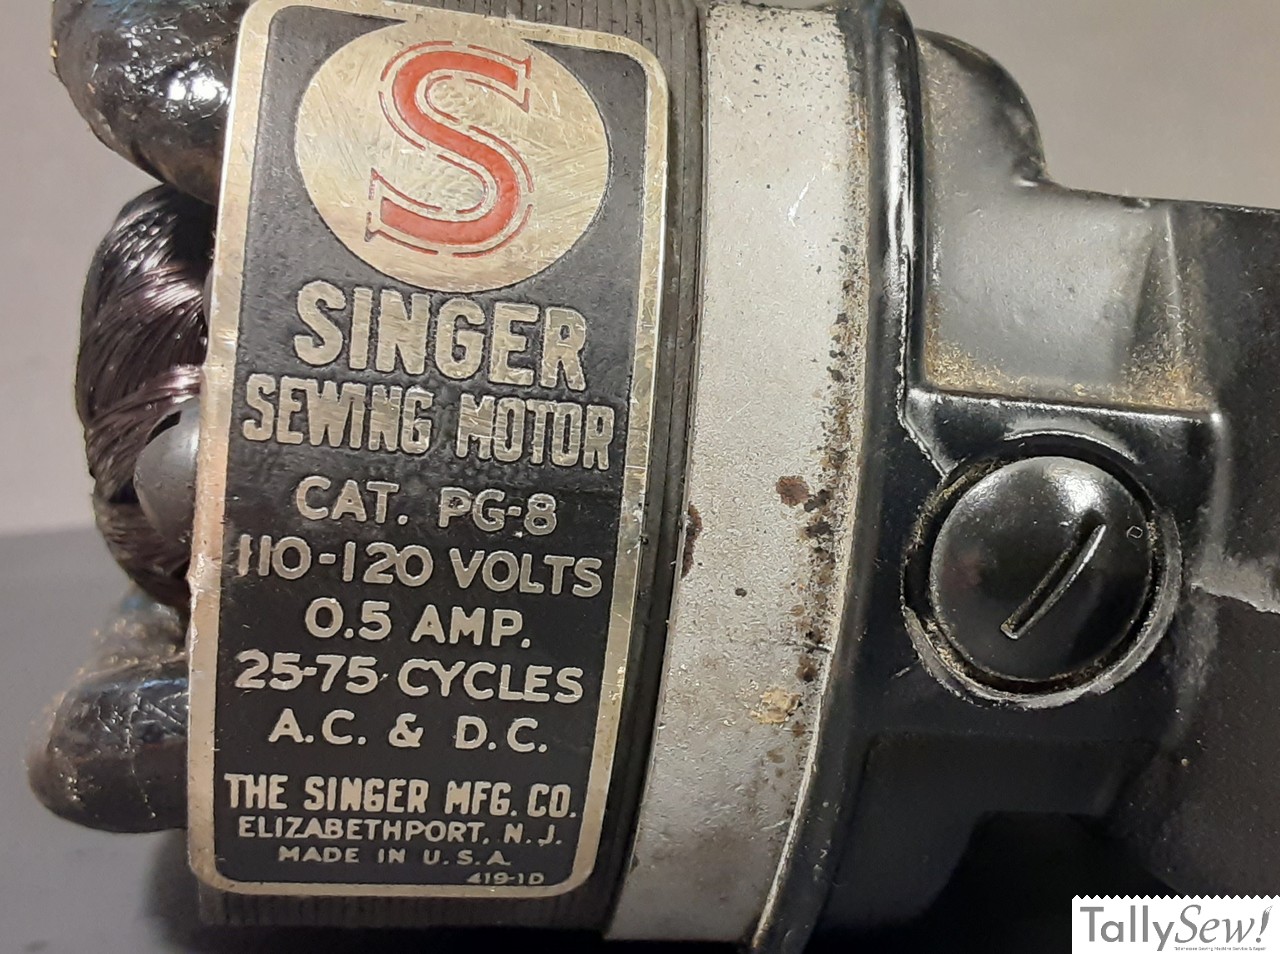 S
SINGER
SEWING MOTOR
CAT. PG-8
110-120 VOLTS
0.5 AMP.
25-75 CYCLES
A.C. & D.C.
THE SINGER MFG. CO.
ELIZABETHPORT, N. J.
MADE IN U. S. A.
419-1D
TallySew!